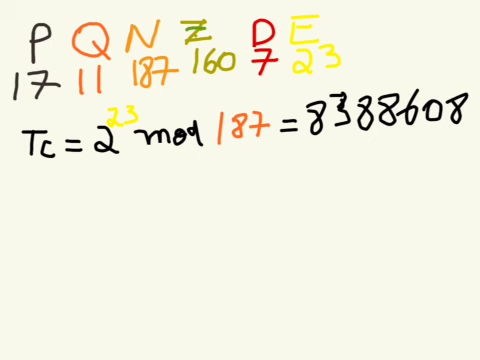 P Q N Z D E
17 11 187 160 7 23
Tc = 2^23 mod 187 = 8388608